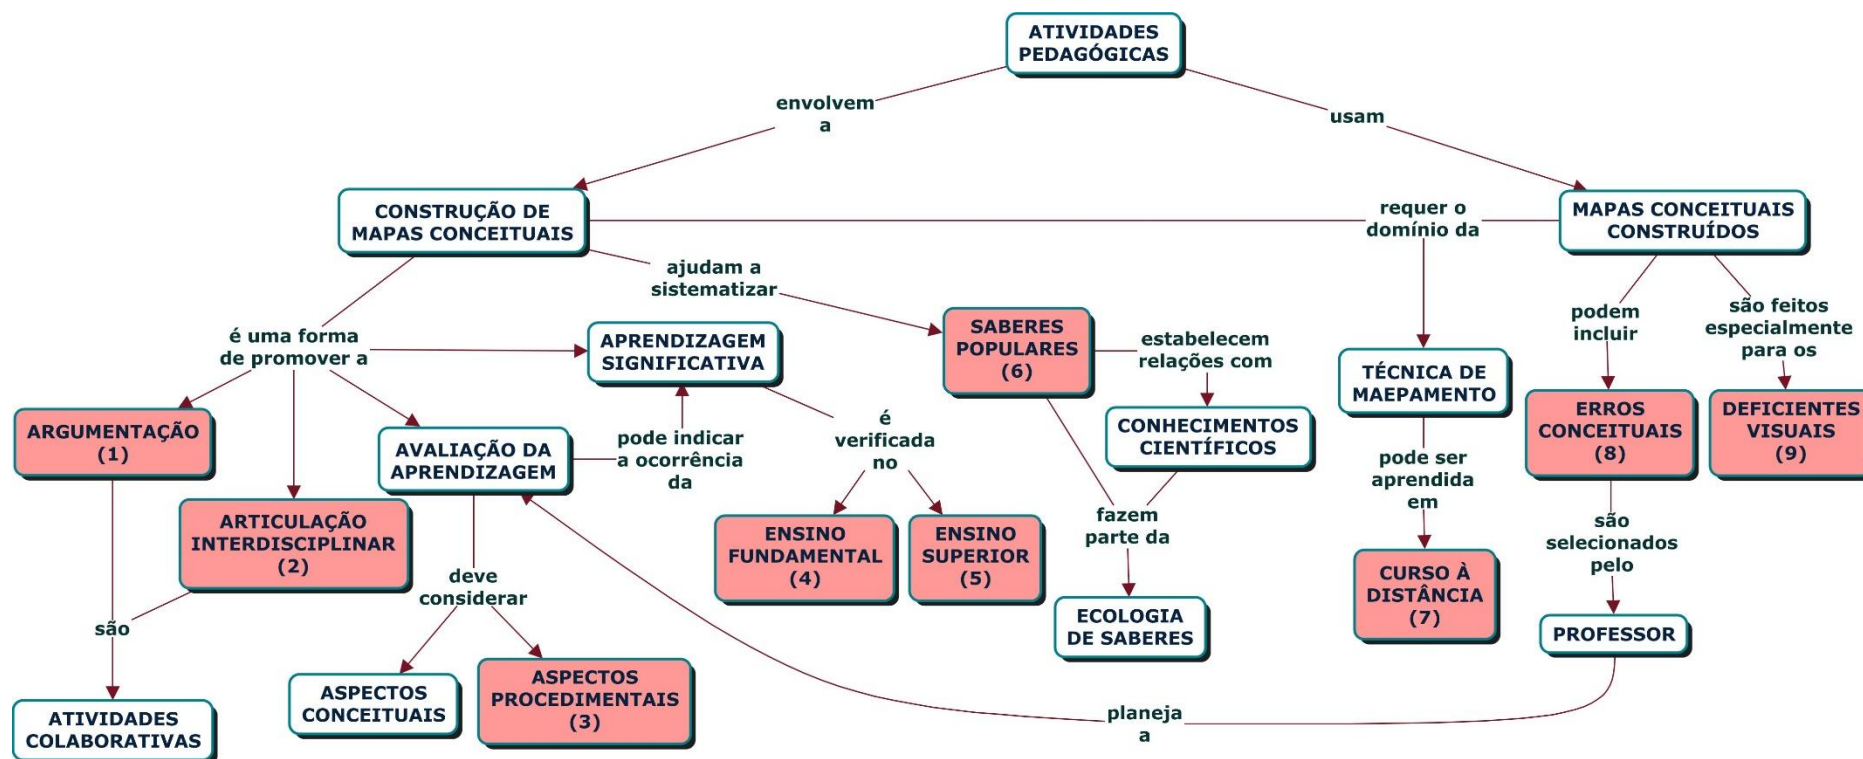 ATIVIDADES
PEDAGÓGICAS
envolvem
a
usam
CONSTRUÇÃO DE
MAPAS CONCEITUAIS
requer o
domínio da
MAPAS CONCEITUAIS
CONSTRUÍDOS
ajudam a
sistematizar
é uma forma
de promover a
APRENDIZAGEM
SIGNIFICATIVA
SABERES
POPULARES
(6)
estabelecem
relações com
podem
incluir
são feitos
especialmente
para os
TÉCNICA DE
MAEPAMENTO
ARGUMENTAÇÃO
(1)
AVALIAÇÃO DA
APRENDIZAGEM
pode indicar
a ocorrência
da
é
verificada
no
CONHECIMENTOS
CIENTÍFICOS
ERROS
CONCEITUAIS
(8)
DEFICIENTES
VISUAIS
(9)
pode ser
aprendida
em
ARTICULAÇÃO
INTERDISCIPLINAR
(2)
ENSINO
FUNDAMENTAL
(4)
ENSINO
SUPERIOR
(5)
fazem
parte da
são
selecionados
pelo
deve
considerar
CURSO À
DISTÂNCIA
(7)
ECOLOGIA
DE SABERES
são
PROFESSOR
ASPECTOS
CONCEITUAIS
ASPECTOS
PROCEDIMENTAIS
(3)
ATIVIDADES
COLABORATIVAS
planeja
a